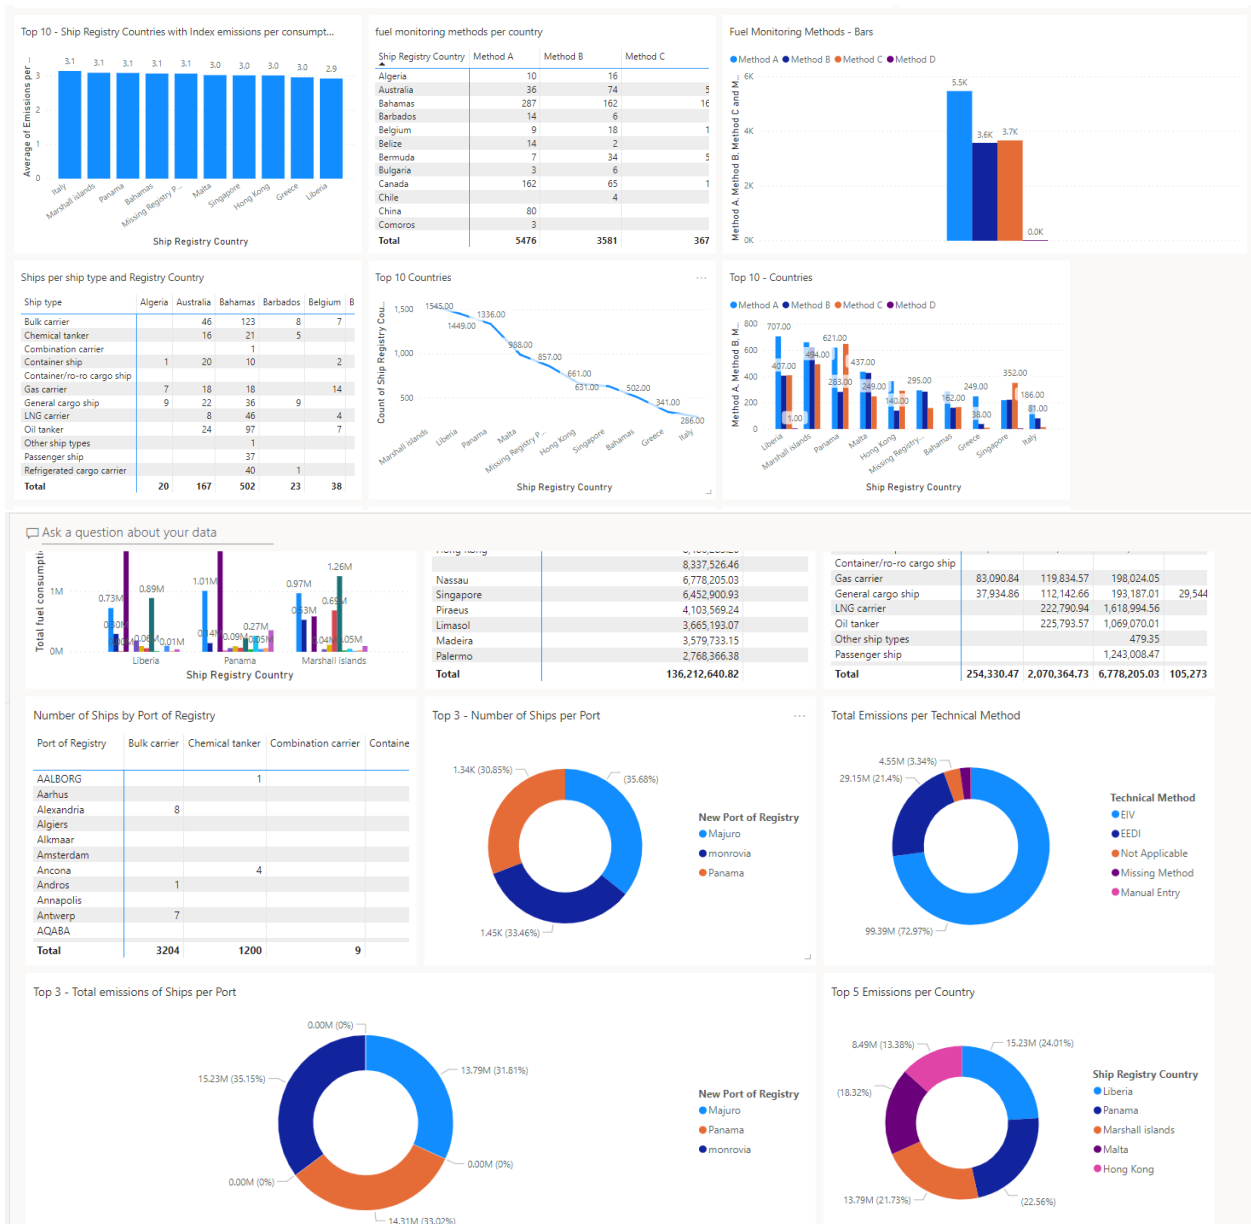 Top 10 - Ship Registry Countries with Index emissions per consumpt...
Average of Emissions per ...
3
2
1
0
3.1 3.1 3.1 3.1 3.1 3.0 3.0 3.0 3.0 2.9
Italy Marshall islands Panama Bahamas Missing Registry P... Malta Singapore Hong Kong Greece Liberia
Ship Registry Country
fuel monitoring methods per country
Ship Registry Country Method A Method B Method C
Algeria 10 16
Australia 36 74 5
Bahamas 287 162 16
Barbados 14 6
Belgium 9 18 1
Belize 14 2
Bermuda 7 34 5
Bulgaria 3 6
Canada 162 65 1
Chile 4
China 80
Comoros 3
Total 5476 3581 367
Fuel Monitoring Methods - Bars
Method A Method B Method C Method D
Method A, Method B, Method C and M...
6K
4K
2K
0K
5.5K 3.6K 3.7K 0.0K
Ships per ship type and Registry Country
Ship type Algeria Australia Bahamas Barbados Belgium B
Bulk carrier 46 123 8 7
Chemical tanker 16 21 5
Combination carrier 1
Container ship 1 20 10 2
Container/ro-ro cargo ship
Gas carrier 7 18 18 14
General cargo ship 9 22 36 9
LNG carrier 8 46 4
Oil tanker 24 97 7
Other ship types 1
Passenger ship 37
Refrigerated cargo carrier 40 1
Total 20 167 502 23 38
Top 10 Countries
Count of Ship Registry Cou...
1,500
1,000
500
1545.00 1449.00 1336.00 988.00 857.00 661.00 631.00 502.00 341.00 286.00
Marshall islands Liberia Panama Malta Missing Registry P... Hong Kong Singapore Bahamas Greece Italy
Ship Registry Country
Top 10 - Countries
Method A Method B Method C Method D
Method A, Method B, M...
800
600
400
200
0
707.00 407.00 1.00 494.00 621.00 283.00 437.00 249.00 140.00 295.00 162.00 249.00 38.00 352.00 186.00 81.00
Liberia Marshall islands Panama Malta Hong Kong Missing Registry... Bahamas Greece Singapore Italy
Ship Registry Country
Ask a question about your data
Total fuel consumpti
1M
0M
0.73M 0.89M 0.01M 1.01M 0.09M 0.27M 0.97M 0.53M 1.26M
Liberia Panama Marshall islands
Ship Registry Country
8,337,526.46
Nassau 6,778,205.03
Singapore 6,452,900.93
Piraeus 4,103,569.24
Limasol 3,665,193.07
Madeira 3,579,733.15
Palermo 2,768,366.38
Total 136,212,640.82
Container/ro-ro cargo ship
Gas carrier 83,090.84 119,834.57 198,024.05
General cargo ship 37,934.86 112,142.66 193,187.01 29,544
LNG carrier 222,790.94 1,618,994.56
Oil tanker 225,793.57 1,069,070.01
Other ship types 479.35
Passenger ship 1,243,008.47
Total 254,330.47 2,070,364.73 6,778,205.03 105,273
Number of Ships by Port of Registry
Port of Registry Bulk carrier Chemical tanker Combination carrier Containe
AALBORG 1
Aarhus
Alexandria 8
Algiers
Alkmaar
Amsterdam
Ancona 4
Andros 1
Annapolis
Antwerp 7
AQABA
Total 3204 1200 9
Top 3 - Number of Ships per Port
1.34K (30.85%)
(35.68%)
1.45K (33.46%)
New Port of Registry
Majuro
monrovia
Panama
Total Emissions per Technical Method
4.55M (3.34%)
29.15M (21.4%)
99.39M (72.97%)
Technical Method
EIV
EEDI
Not Applicable
Missing Method
Manual Entry
Top 3 - Total emissions of Ships per Port
0.00M (0%)
15.23M (35.15%)
13.79M (31.81%)
0.00M (0%)
0.00M (0%)
14.31M (33.02%)
New Port of Registry
Majuro
Panama
monrovia
Top 5 Emissions per Country
8.49M (13.38%)
15.23M (24.01%)
(18.32%)
13.79M (21.73%)
(22.56%)
Ship Registry Country
Liberia
Panama
Marshall islands
Malta
Hong Kong